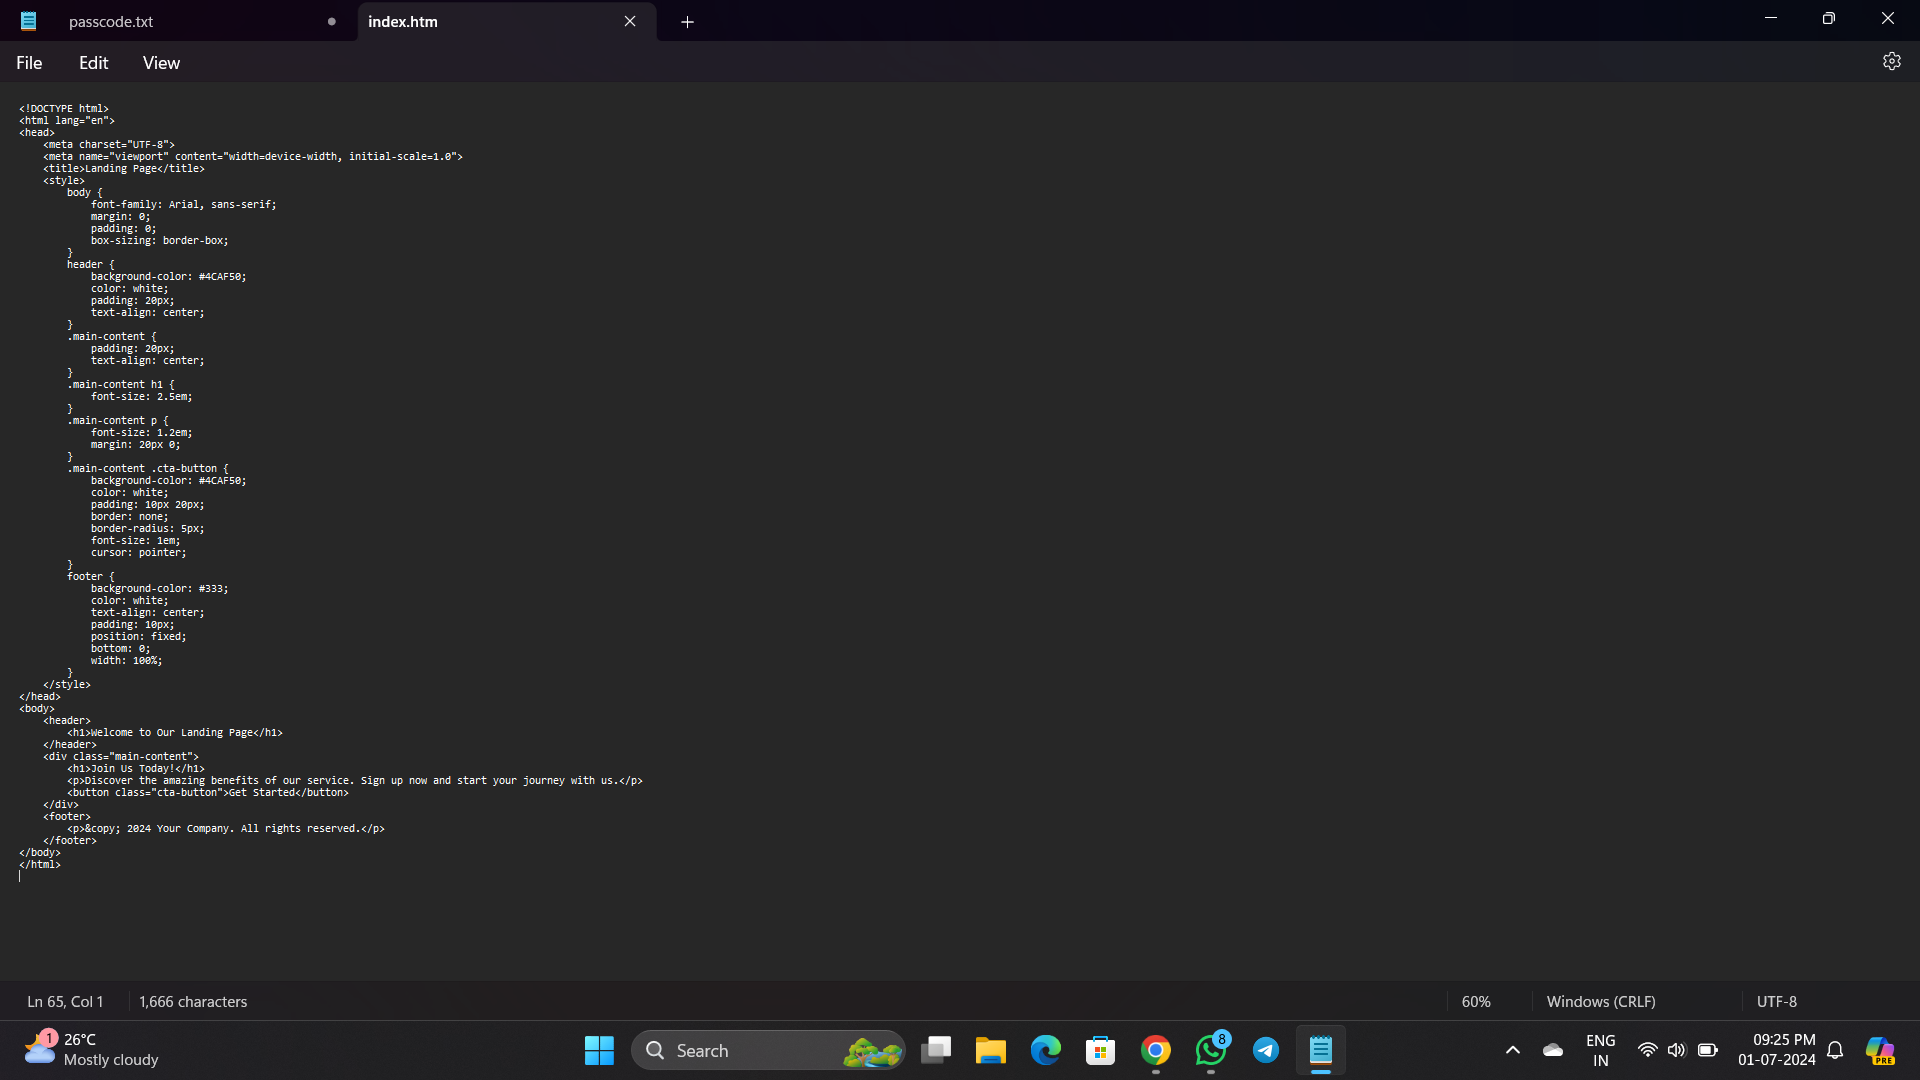 passcode.txt
index.htm
File
Edit
View
<!DOCTYPE html>
<html lang="en">
<head>
    <meta charset="UTF-8">
    <meta name="viewport" content="width=device-width, initial-scale=1.0">
    <title>Landing Page</title>
    <style>
        body {
            font-family: Arial, sans-serif;
            margin: 0;
            padding: 0;
            box-sizing: border-box;
        }
        header {
            background-color: #4CAF50;
            color: white;
            padding: 20px;
            text-align: center;
        }
        .main-content {
            padding: 20px;
            text-align: center;
        }
        .main-content h1 {
            font-size: 2.5em;
        }
        .main-content p {
            font-size: 1.2em;
            margin: 20px 0;
        }
        .main-content .cta-button {
            background-color: #4CAF50;
            color: white;
            padding: 10px 20px;
            border: none;
            border-radius: 5px;
            font-size: 1em;
            cursor: pointer;
        }
        footer {
            background-color: #333;
            color: white;
            text-align: center;
            padding: 10px;
            position: fixed;
            bottom: 0;
            width: 100%;
        }
    </style>
</head>
<body>
    <header>
        <h1>Welcome to Our Landing Page</h1>
    </header>
    <div class="main-content">
        <h1>Join Us Today!</h1>
        <p>Discover the amazing benefits of our service. Sign up now and start your journey with us.</p>
        <button class="cta-button">Get Started</button>
    </div>
    <footer>
        <p>&copy; 2024 Your Company. All rights reserved.</p>
    </footer>
</body>
</html>
Ln 65, Col 1
1,666 characters
60%
Windows (CRLF)
UTF-8
1
26°C
Mostly cloudy
Search
8
ENG
IN
09:25 PM
01-07-2024
PRE